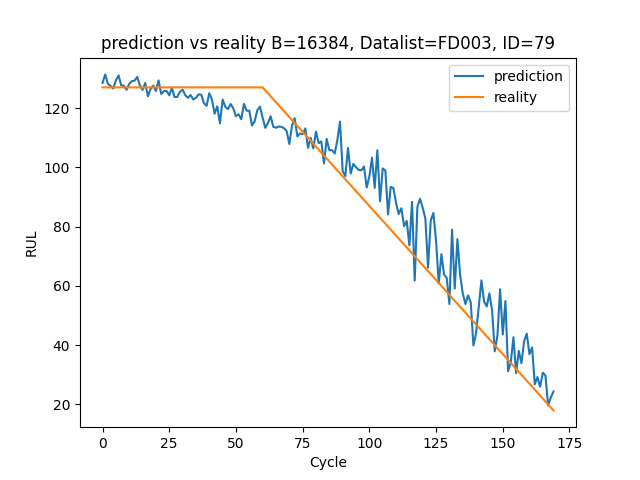 prediction vs reality B=16384, Datalist=FD003, ID=79
prediction
reality
120
100
80
60
40
20
RUL
0 25 50 75 100 125 150 175
Cycle